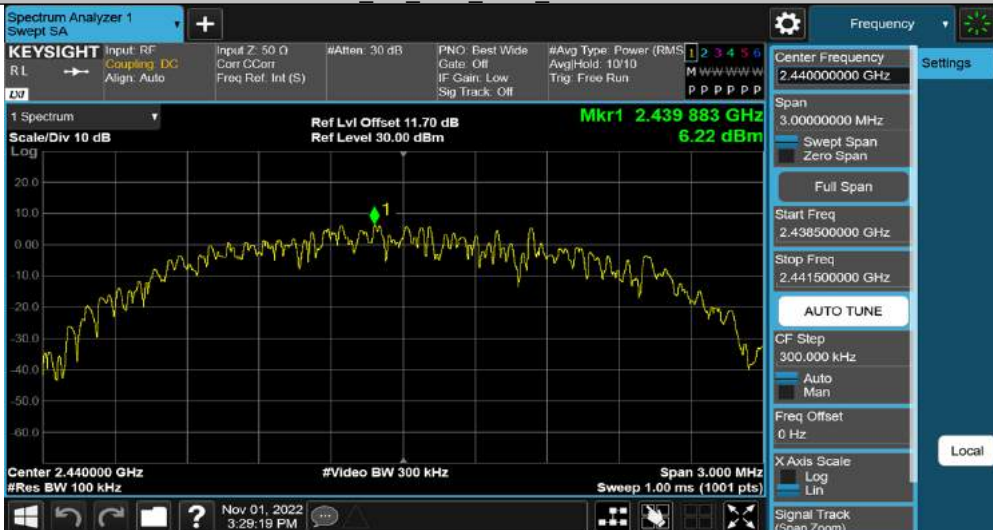 Spectrum Analyzer 1
Swept SA
Frequency
KEYSIGHT
RL
Input: RF
Coupling: DC
Align: Auto
Input Z: 50 Ω
Corr CCorr
Freq Ref: Int (S)
#Atten: 30 dB
PNO: Best Wide
Gate: Off
IF Gain: Low
Sig Track: Off
#Avg Type: Power (RMS
Avg|Hold: 10/10
Trig: Free Run
1 2 3 4 5 6
M W W W W W
P P P P P P
1 Spectrum
Scale/Div 10 dB
Log
Ref Lvl Offset 11.70 dB
Ref Level 30.00 dBm
Mkr1 2.439 883 GHz
6.22 dBm
20.0
10.0
0.00
-10.0
-20.0
-30.0
-40.0
-50.0
-60.0
1
Center 2.440000 GHz
#Res BW 100 kHz
#Video BW 300 kHz
Span 3.000 MHz
Sweep 1.00 ms (1001 pts)
Nov 01, 2022
3:29:19 PM
Center Frequency
2.440000000 GHz
Span
3.00000000 MHz
Swept Span
Zero Span
Full Span
Start Freq
2.438500000 GHz
Stop Freq
2.441500000 GHz
AUTO TUNE
CF Step
300.000 kHz
Auto
Man
Freq Offset
0 Hz
X Axis Scale
Log
Lin
Signal Track
(Span Zoom)
Settings
Local